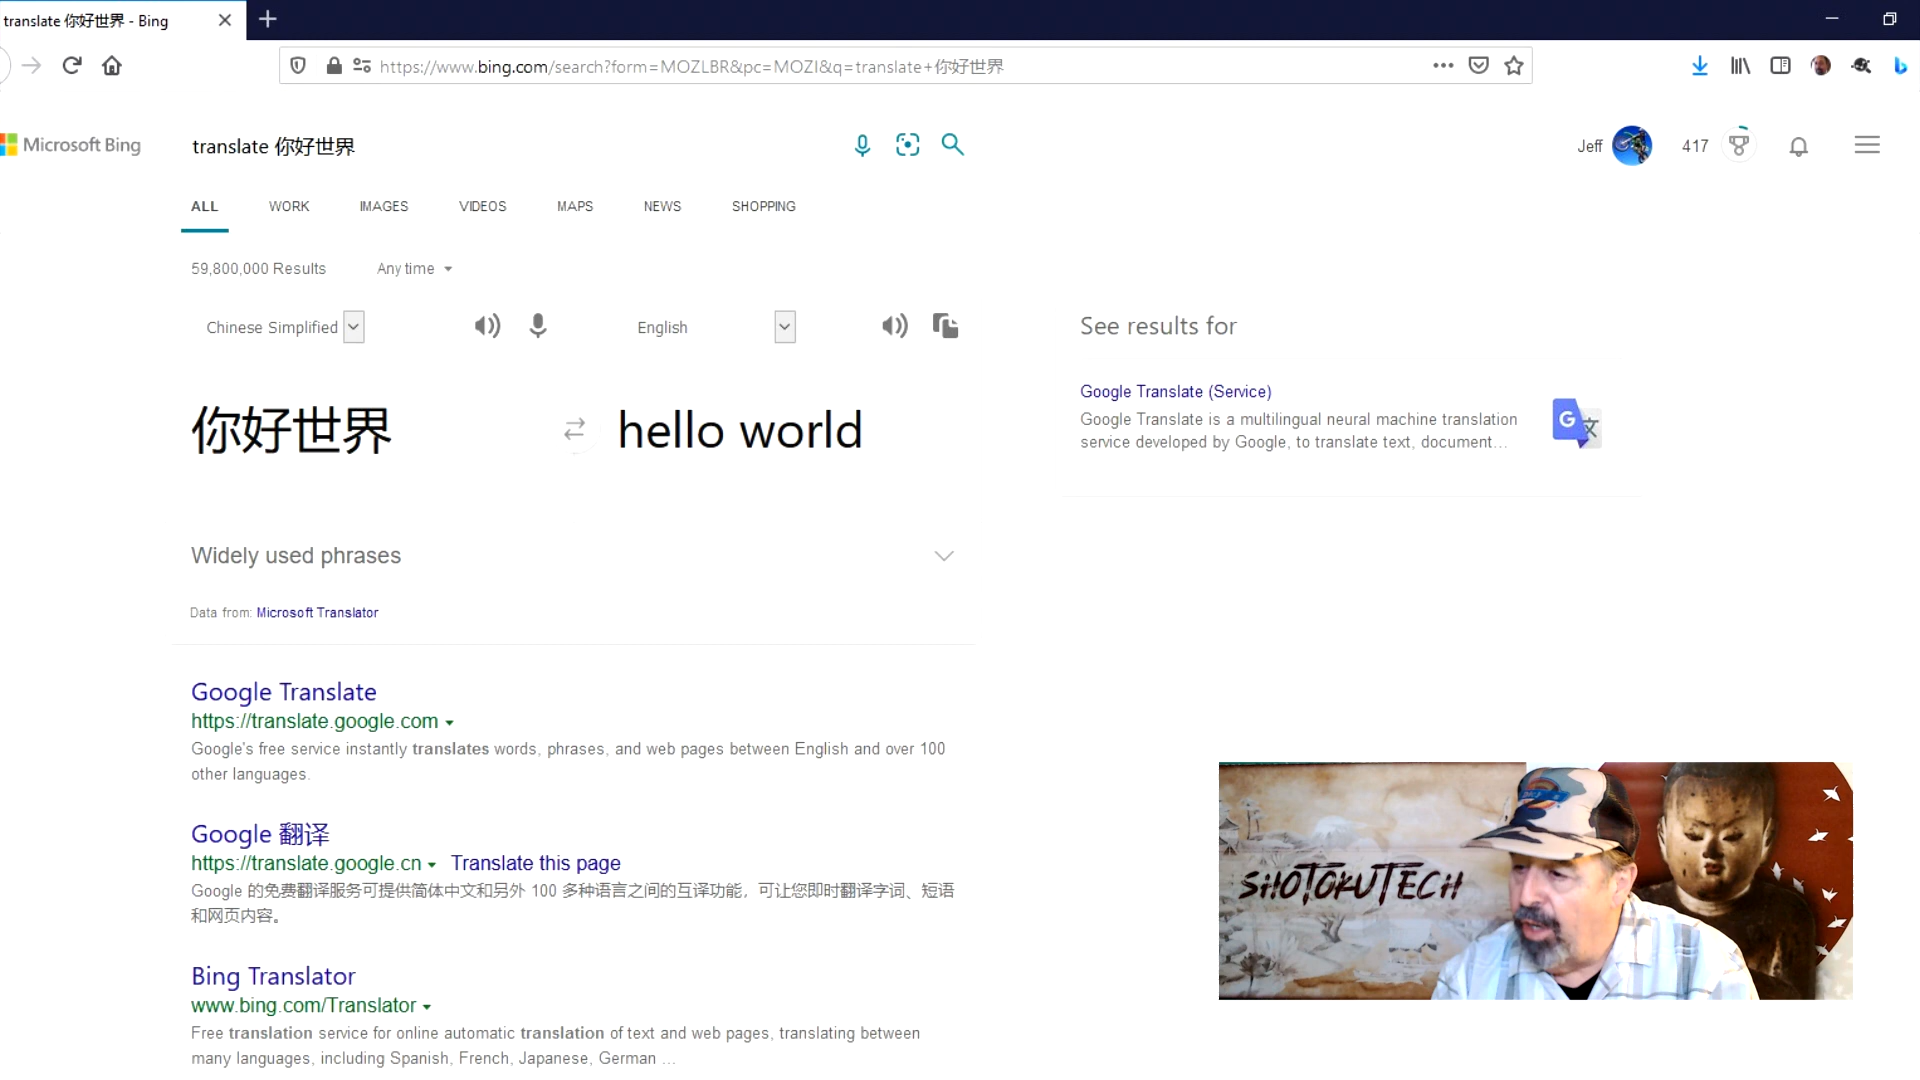 translate 你好世界 - Bing
https://www.bing.com/search?form=MOZLBR&pc=MOZI&q=translate+你好世界
Microsoft Bing
translate 你好世界
Jeff
417
ALL WORK IMAGES VIDEOS MAPS NEWS SHOPPING
59,800,000 Results Any time
Chinese Simplified
English
See results for
你好世界
hello world
Google Translate (Service)
Google Translate is a multilingual neural machine translation
service developed by Google, to translate text, document...
Widely used phrases
Data from: Microsoft Translator
Google Translate
https://translate.google.com
Google's free service instantly translates words, phrases, and web pages between English and over 100
other languages.
Google 翻译
https://translate.google.cn Translate this page
Google 的免费翻译服务可提供简体中文和另外 100 多种语言之间的互译功能，可让您即时翻译字词、短语
和网页内容。
Bing Translator
www.bing.com/Translator
Free translation service for online automatic translation of text and web pages, translating between
many languages, including Spanish, French, Japanese, German ...
SHOTOKUTECH